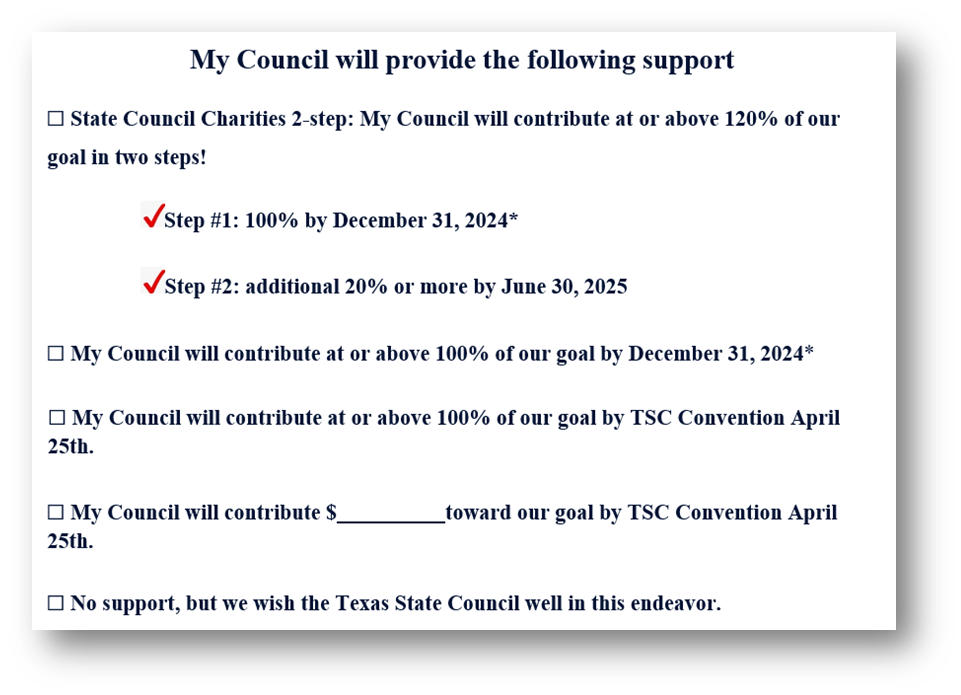 My Council will provide the following support
☐ State Council Charities 2-step: My Council will contribute at or above 120% of our
goal in two steps!
✓Step #1: 100% by December 31, 2024*
✓Step #2: additional 20% or more by June 30, 2025
☐ My Council will contribute at or above 100% of our goal by December 31, 2024*
☐ My Council will contribute at or above 100% of our goal by TSC Convention April
25th.
☐ My Council will contribute $__________toward our goal by TSC Convention April
25th.
☐ No support, but we wish the Texas State Council well in this endeavor.